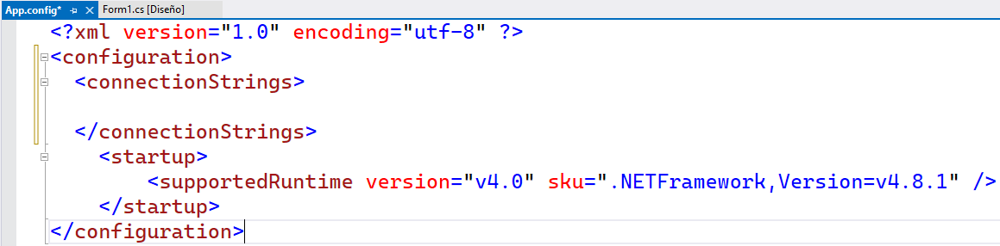 App.config* Form1.cs [Diseño]
<?xml version="1.0" encoding="utf-8" ?>
<configuration>
<connectionStrings>
</connectionStrings>
<startup>
<supportedRuntime version="v4.0" sku=".NETFramework,Version=v4.8.1" />
</startup>
</configuration>